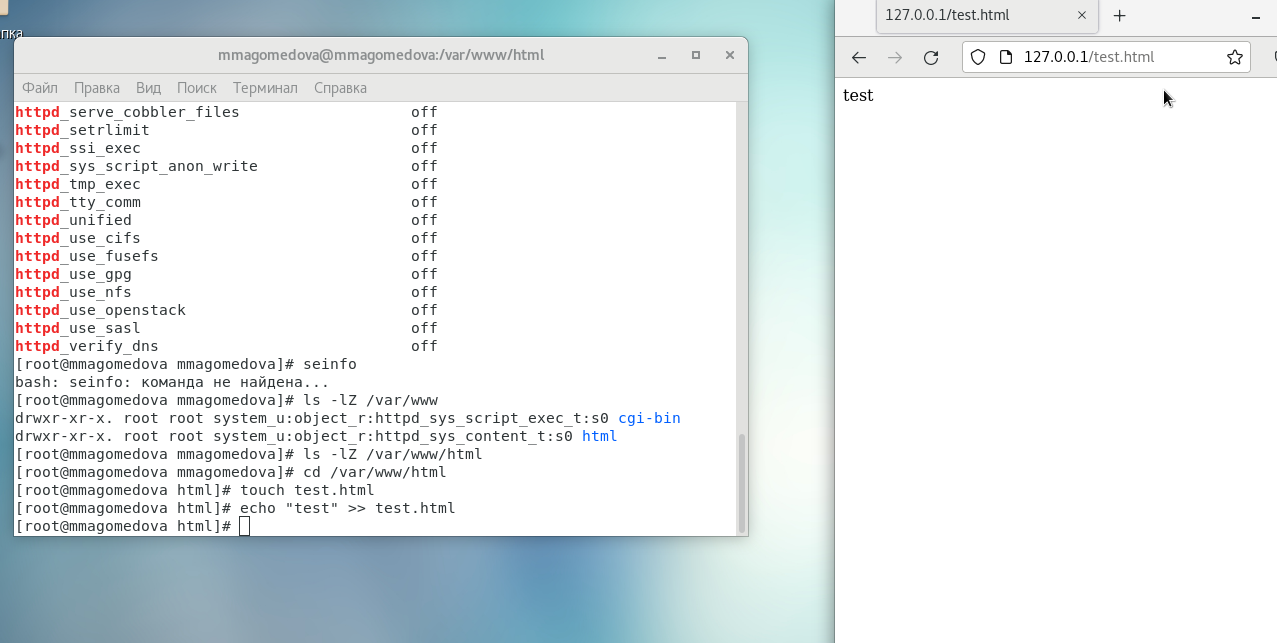 пка
mmagomedova@mmagomedova:/var/www/html
Файл Правка Вид Поиск Терминал Справка
httpd_serve_cobbler_files off
httpd_setrlimit off
httpd_ssi_exec off
httpd_sys_script_anon_write off
httpd_tmp_exec off
httpd_tty_comm off
httpd_unified off
httpd_use_cifs off
httpd_use_fusefs off
httpd_use_gpg off
httpd_use_nfs off
httpd_use_openstack off
httpd_use_sasl off
httpd_verify_dns off
[root@mmagomedova mmagomedova]# seinfo
bash: seinfo: команда не найдена...
[root@mmagomedova mmagomedova]# ls -lZ /var/www
drwxr-xr-x. root root system_u:object_r:httpd_sys_script_exec_t:s0 cgi-bin
drwxr-xr-x. root root system_u:object_r:httpd_sys_content_t:s0 html
[root@mmagomedova mmagomedova]# ls -lZ /var/www/html
[root@mmagomedova mmagomedova]# cd /var/www/html
[root@mmagomedova html]# touch test.html
[root@mmagomedova html]# echo "test" >> test.html
[root@mmagomedova html]#
127.0.0.1/test.html
127.0.0.1/test.html
test